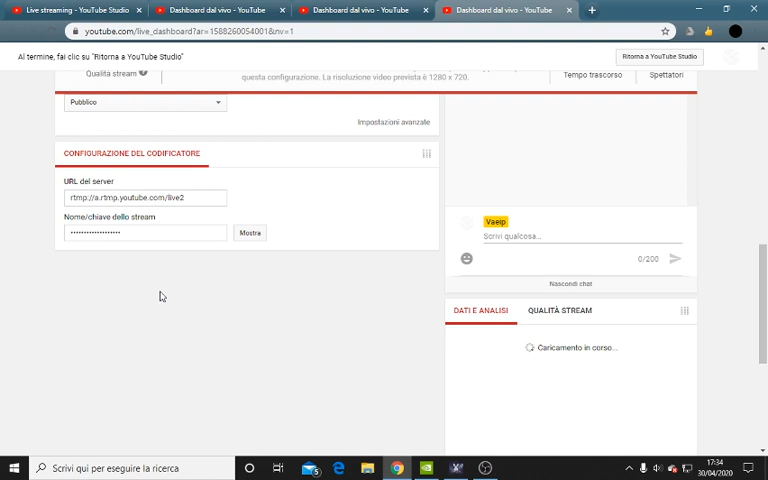 Live streaming - YouTube Studio
Dashboard dal vivo - YouTube
Dashboard dal vivo - YouTube
Dashboard dal vivo - YouTube
youtube.com/live_dashboard?ar=1588260054001&nv=1
Al termine, fai clic su "Ritorna a YouTube Studio"
Ritorna a YouTube Studio
Qualità stream
questa configurazione. La risoluzione video prevista è 1280 x 720.
Tempo trascorso
Spettatori
Pubblico
Impostazioni avanzate
CONFIGURAZIONE DEL CODIFICATORE
URL del server
rtmp://a.rtmp.youtube.com/live2
Nome/chiave dello stream
••••••••••••••••••• Mostra
Vaeip
Scrivi qualcosa...
0/200
Nascondi chat
DATI E ANALISI QUALITÀ STREAM
Caricamento in corso...
Scrivi qui per eseguire la ricerca
5
17:34
30/04/2020